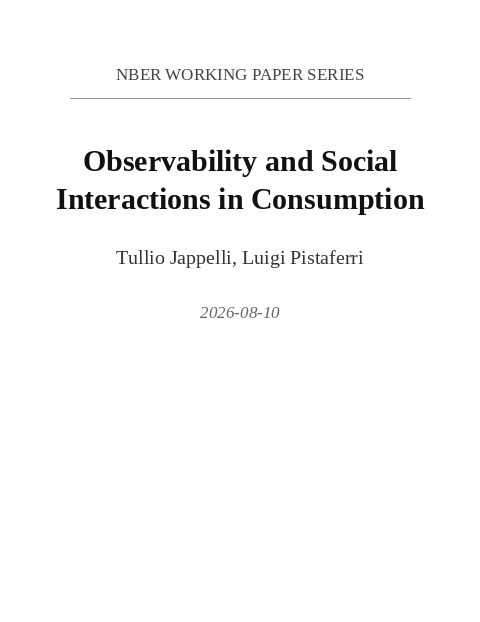 NBER WORKING PAPER SERIES
Observability and Social
Interactions in Consumption
Tullio Jappelli, Luigi Pistaferri
2026-08-10